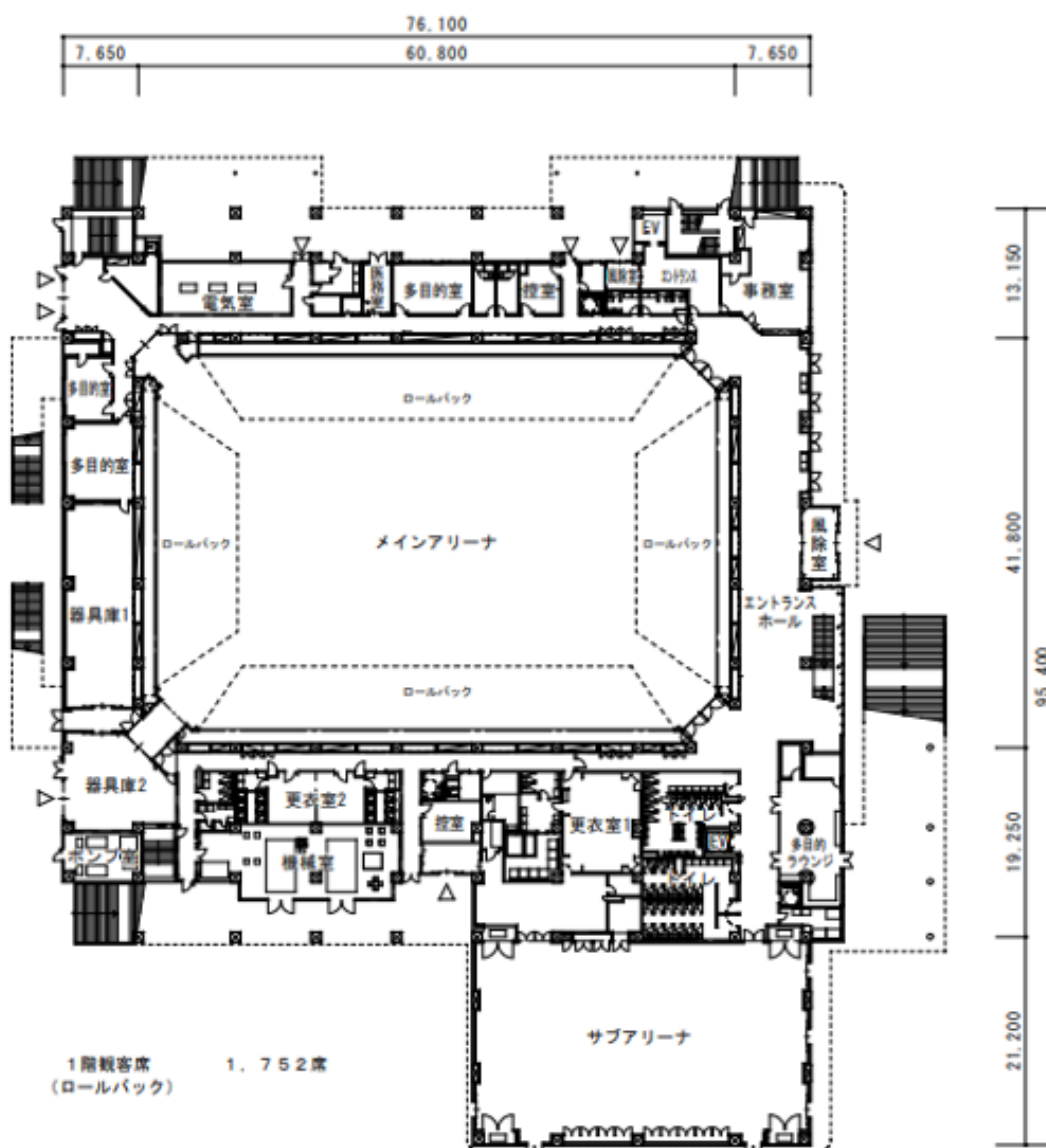 76.100
7.650
60.800
7.650
EV
電気室
医務室
多目的室
控室
風除室
エントランス
事務室
13.150
多目的室
ロールバック
多目的室
ロールバック
メインアリーナ
ロールバック
風除室
41.800
器具庫1
エントランス
ホール
95.400
ロールバック
器具庫2
更衣室2
控室
更衣室1
トイレ
EV
多目的
ラウンジ
ポンプ室
機械室
トイレ
19.250
サブアリーナ
21.200
1階観客席 1,752席
(ロールバック)